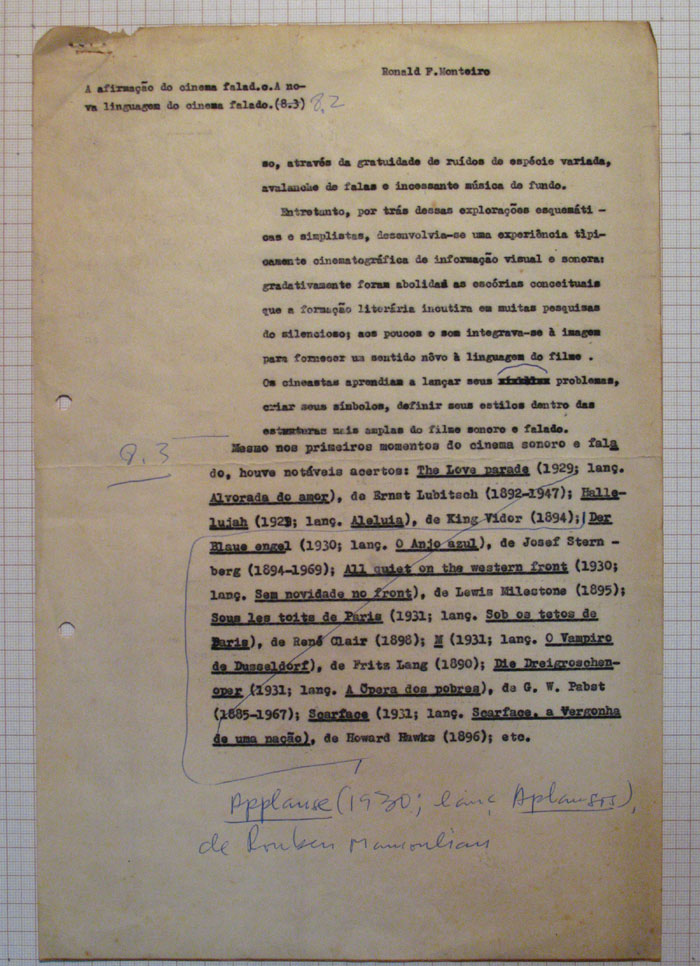 Ronald F.Monteiro
A afirmação do cinema falad.o.A no-
va linguagem do cinema falado.(8.3) 8.2
so, através da gratuidade de ruídos de espécie variada,
avalanche de falas e incessante música de fundo.
Entretanto, por trás dessas explorações esquemáti -
cas e simplistas, desenvolvia-se uma experiência tìpi-
camente cinematográfica de informação visual e sonora:
gradativamente foram abolidas as escórias conceituais
que a formação literária incutira em muitas pesquisas
do silencioso; aos poucos o som integrava-se à imagem
para fornecer um sentido nôvo à linguagem do filme .
Os cineastas aprendiam a lançar seus problemas,
criar seus símbolos, definir seus estilos dentro das
estruturas mais amplas do filme sonoro e falado.
8.3
Mesmo nos primeiros momentos do cinema sonoro e fala
do, houve notáveis acertos: The Love parade (1929; lanç.
Alvorada do amor), de Ernst Lubitsch (1892-1947); Halle-
lujah (1929; lanç. Aleluia), de King Vidor (1894); Der
Blaue engel (1930; lanç. O Anjo azul), de Josef Stern -
berg (1894-1969); All quiet on the western front (1930;
lanç. Sem novidade no front), de Lewis Milestone (1895);
Sous les toits de Paris (1931; lanç. Sob os tetos de
Paris), de René Clair (1898); M (1931; lanç. O Vampiro
de Dusseldorf), de Fritz Lang (1890); Die Dreigroschen-
oper (1931; lanç. A Ópera dos pobres), de G. W. Pabst
(1885-1967); Scarface (1931; lanç. Scarface, a Vergonha
de uma nação), de Howard Hawks (1896); etc.
Applause (1930; lanç Aplausos),
de Rouben Mamoulian